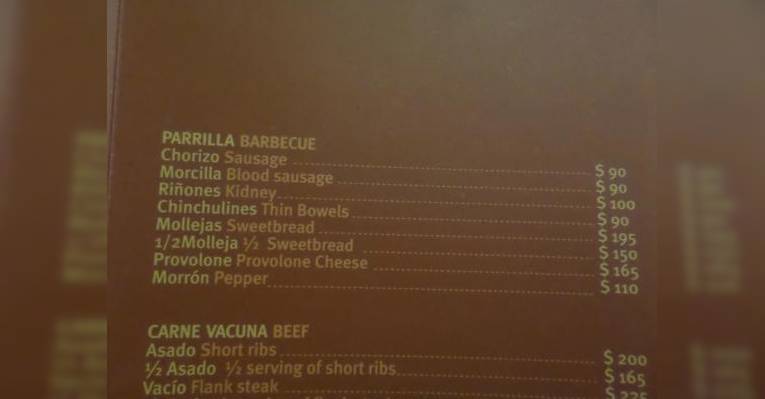 PARRILLA BARBECUE
Chorizo Sausage $ 90
Morcilla Blood sausage $ 90
Riñones Kidney $ 100
Chinchulines Thin Bowels $ 90
Mollejas Sweetbread $ 195
1/2Molleja ½ Sweetbread $ 150
Provolone Provolone Cheese $ 165
Morrón Pepper $ 110
CARNE VACUNA BEEF
Asado Short ribs $ 200
½ Asado ½ serving of short ribs $ 165
Vacío Flank steak $ 225